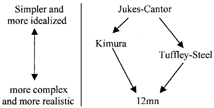 Simpler and
more idealized
more complex
and more realistic
Jukes-Cantor
Kimura
Tuffley-Steel
12mn